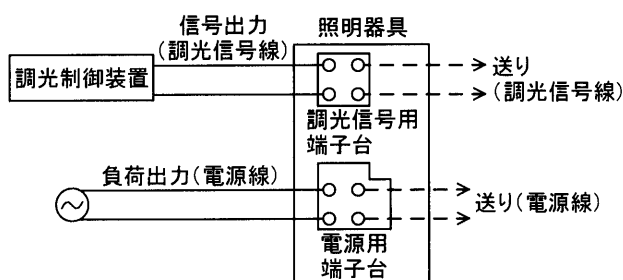 信号出力
(調光信号線)
照明器具
調光制御装置
送り
(調光信号線)
調光信号用
端子台
負荷出力(電源線)
送り(電源線)
電源用
端子台